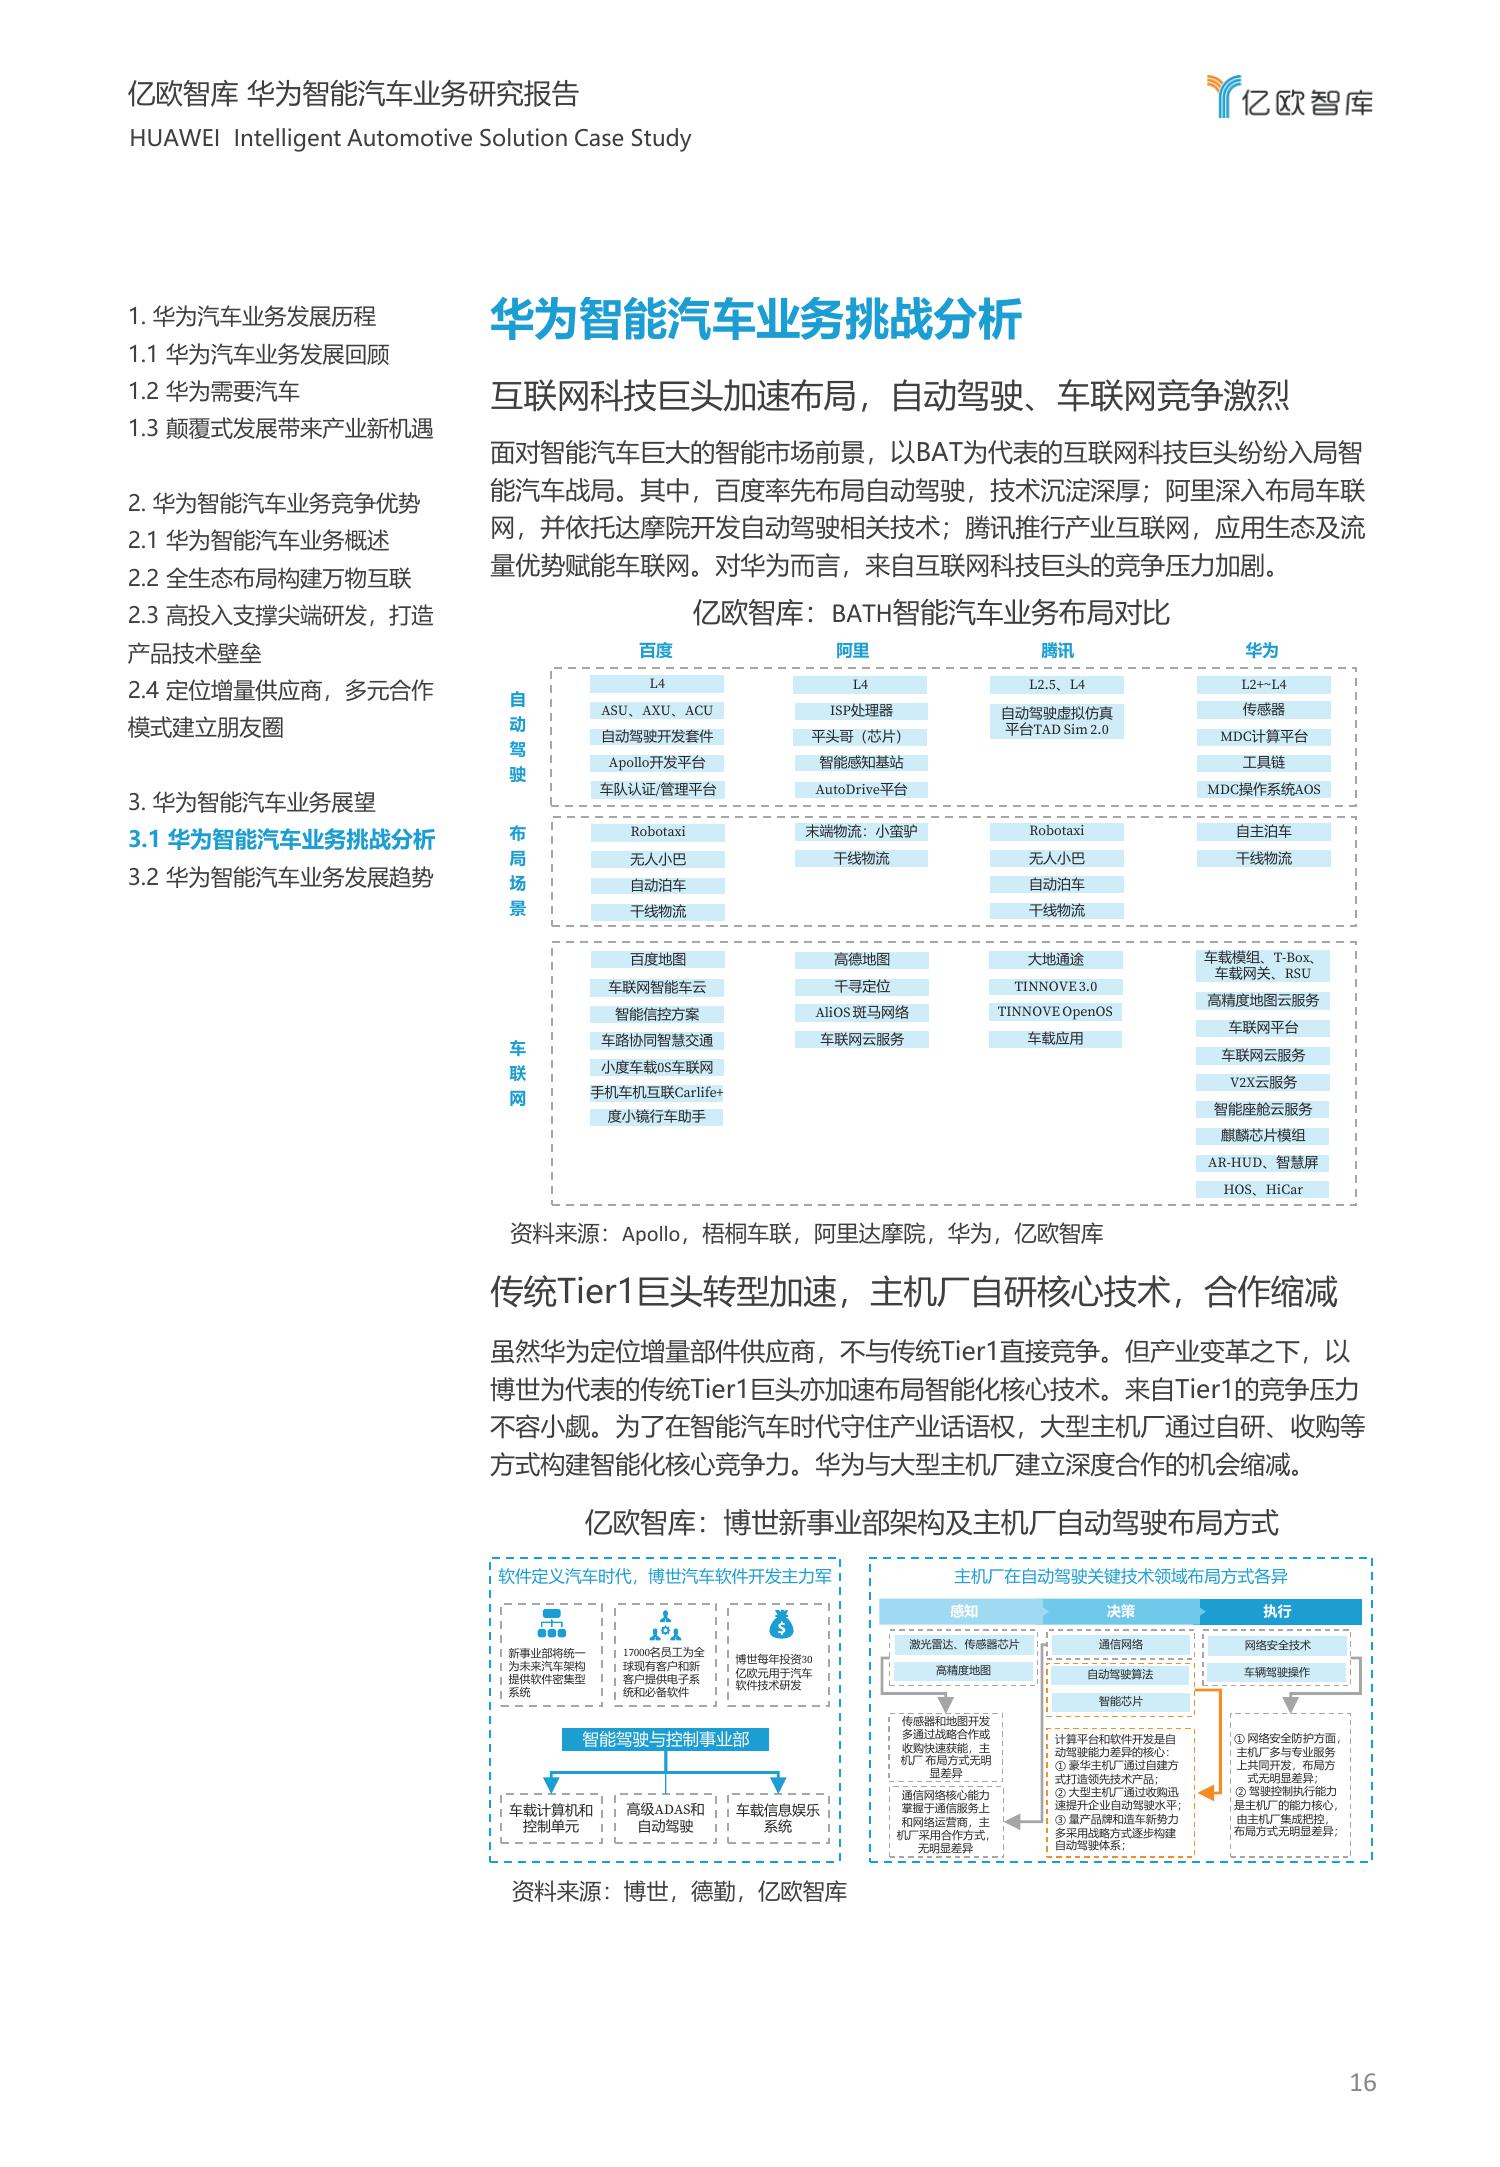 亿欧智库 华为智能汽车业务研究报告
HUAWEI  Intelligent Automotive Solution Case Study
亿欧智库
1. 华为汽车业务发展历程
1.1 华为汽车业务发展回顾
1.2 华为需要汽车
1.3 颠覆式发展带来产业新机遇
2. 华为智能汽车业务竞争优势
2.1 华为智能汽车业务概述
2.2 全生态布局构建万物互联
2.3 高投入支撑尖端研发，打造
产品技术壁垒
2.4 定位增量供应商，多元合作
模式建立朋友圈
3. 华为智能汽车业务展望
3.1 华为智能汽车业务挑战分析
3.2 华为智能汽车业务发展趋势
华为智能汽车业务挑战分析
互联网科技巨头加速布局，自动驾驶、车联网竞争激烈
面对智能汽车巨大的智能市场前景，以BAT为代表的互联网科技巨头纷纷入局智
能汽车战局。其中，百度率先布局自动驾驶，技术沉淀深厚；阿里深入布局车联
网，并依托达摩院开发自动驾驶相关技术；腾讯推行产业互联网，应用生态及流
量优势赋能车联网。对华为而言，来自互联网科技巨头的竞争压力加剧。
亿欧智库：BATH智能汽车业务布局对比
百度
阿里
腾讯
华为
自动驾驶
L4
ASU、AXU、ACU
自动驾驶开发套件
Apollo开发平台
车队认证/管理平台
L4
ISP处理器
平头哥（芯片）
智能感知基站
AutoDrive平台
L2.5、L4
自动驾驶虚拟仿真
平台TAD Sim 2.0
L2+~L4
传感器
MDC计算平台
工具链
MDC操作系统AOS
布局场景
Robotaxi
无人小巴
自动泊车
干线物流
末端物流：小蛮驴
干线物流
Robotaxi
无人小巴
自动泊车
干线物流
自主泊车
干线物流
车联网
百度地图
车联网智能车云
智能信控方案
车路协同智慧交通
小度车载OS车联网
手机车机互联Carlife+
度小镜行车助手
高德地图
千寻定位
AliOS 斑马网络
车联网云服务
大地通途
TINNOVE 3.0
TINNOVE OpenOS
车载应用
车载模组、T-Box、
车载网关、RSU
高精度地图云服务
车联网平台
车联网云服务
V2X云服务
智能座舱云服务
麒麟芯片模组
AR-HUD、智慧屏
HOS、HiCar
资料来源：Apollo，梧桐车联，阿里达摩院，华为，亿欧智库
传统Tier1巨头转型加速，主机厂自研核心技术，合作缩减
虽然华为定位增量部件供应商，不与传统Tier1直接竞争。但产业变革之下，以
博世为代表的传统Tier1巨头亦加速布局智能化核心技术。来自Tier1的竞争压力
不容小觑。为了在智能汽车时代守住产业话语权，大型主机厂通过自研、收购等
方式构建智能化核心竞争力。华为与大型主机厂建立深度合作的机会缩减。
亿欧智库：博世新事业部架构及主机厂自动驾驶布局方式
软件定义汽车时代，博世汽车软件开发主力军
新事业部将统一
为未来汽车架构
提供软件密集型
系统
17000名员工为全
球现有客户和新
客户提供电子系
统和必备软件
博世每年投资30
亿欧元用于汽车
软件技术研发
智能驾驶与控制事业部
车载计算机和
控制单元
高级ADAS和
自动驾驶
车载信息娱乐
系统
主机厂在自动驾驶关键技术领域布局方式各异
感知
决策
执行
激光雷达、传感器芯片
高精度地图
通信网络
自动驾驶算法
智能芯片
网络安全技术
车辆驾驶操作
传感器和地图开发
多通过战略合作或
收购快速获能，主
机厂 布局方式无明
显差异
通信网络核心能力
掌握于通信服务上
和网络运营商，主
机厂采用合作方式，
无明显差异
计算平台和软件开发是自
动驾驶能力差异的核心：
① 豪华主机厂通过自建方
式打造领先技术产品；
② 大型主机厂通过收购迅
速提升企业自动驾驶水平；
③ 量产品牌和造车新势力
多采用战略方式逐步构建
自动驾驶体系；
① 网络安全防护方面，
主机厂多与专业服务
上共同开发，布局方
式无明显差异；
② 驾驶控制执行能力
是主机厂的能力核心，
由主机厂集成把控，
布局方式无明显差异；
资料来源：博世，德勤，亿欧智库
16